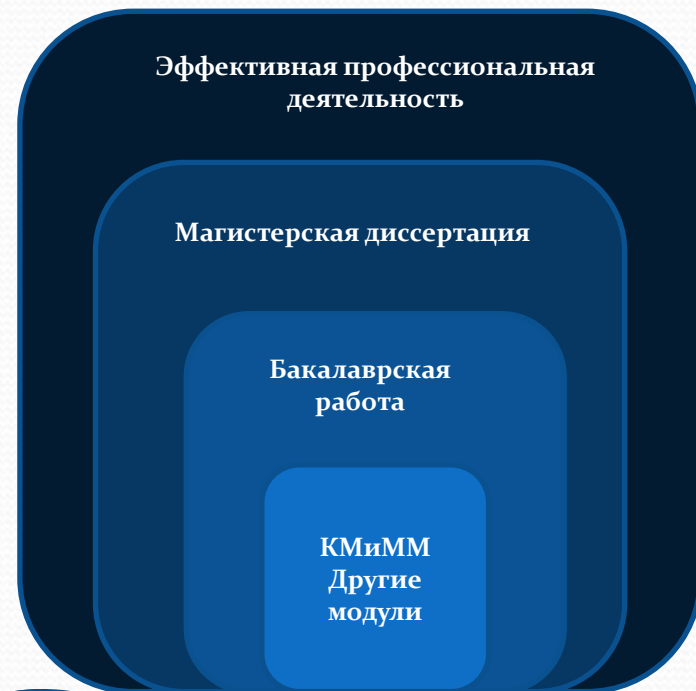 Эффективная профессиональная
деятельность
Магистерская диссертация
Бакалаврская
работа
КМиММ
Другие
модули